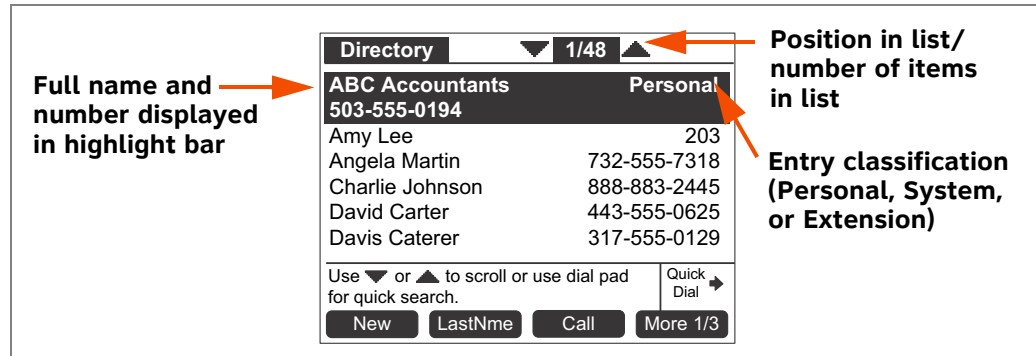 Full name and
number displayed
in highlight bar
Directory 1/48
ABC Accountants Personal
503-555-0194
Amy Lee 203
Angela Martin 732-555-7318
Charlie Johnson 888-883-2445
David Carter 443-555-0625
Davis Caterer 317-555-0129
Use ▼ or ▲ to scroll or use dial pad
for quick search.
Quick
Dial
New LastNme Call More 1/3
Position in list/
number of items
in list
Entry classification
(Personal, System,
or Extension)